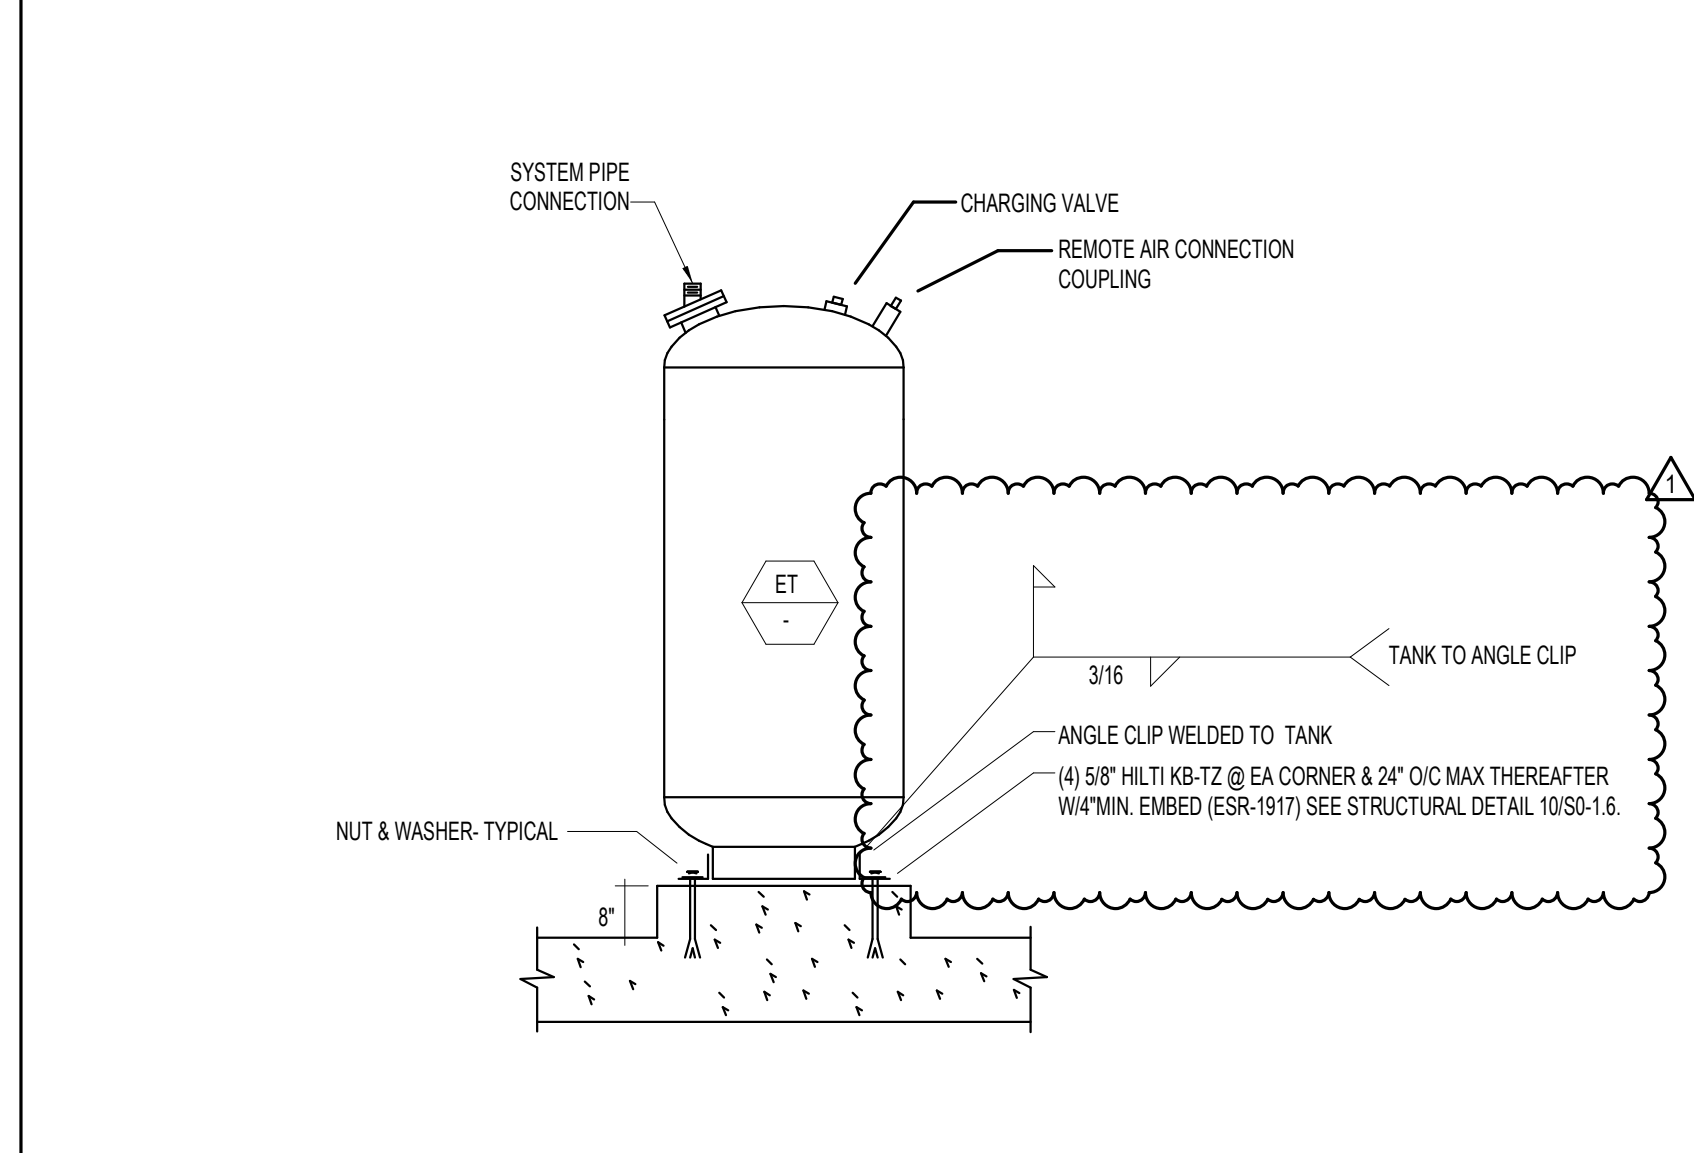 SYSTEM PIPE
CONNECTION
CHARGING VALVE
REMOTE AIR CONNECTION
COUPLING
1
ET
-
3/16
TANK TO ANGLE CLIP
ANGLE CLIP WELDED TO TANK
(4) 5/8" HILTI KB-TZ @ EA CORNER & 24" O/C MAX THEREAFTER
W/4"MIN. EMBED (ESR-1917) SEE STRUCTURAL DETAIL 10/S0-1.6.
NUT & WASHER- TYPICAL
8"